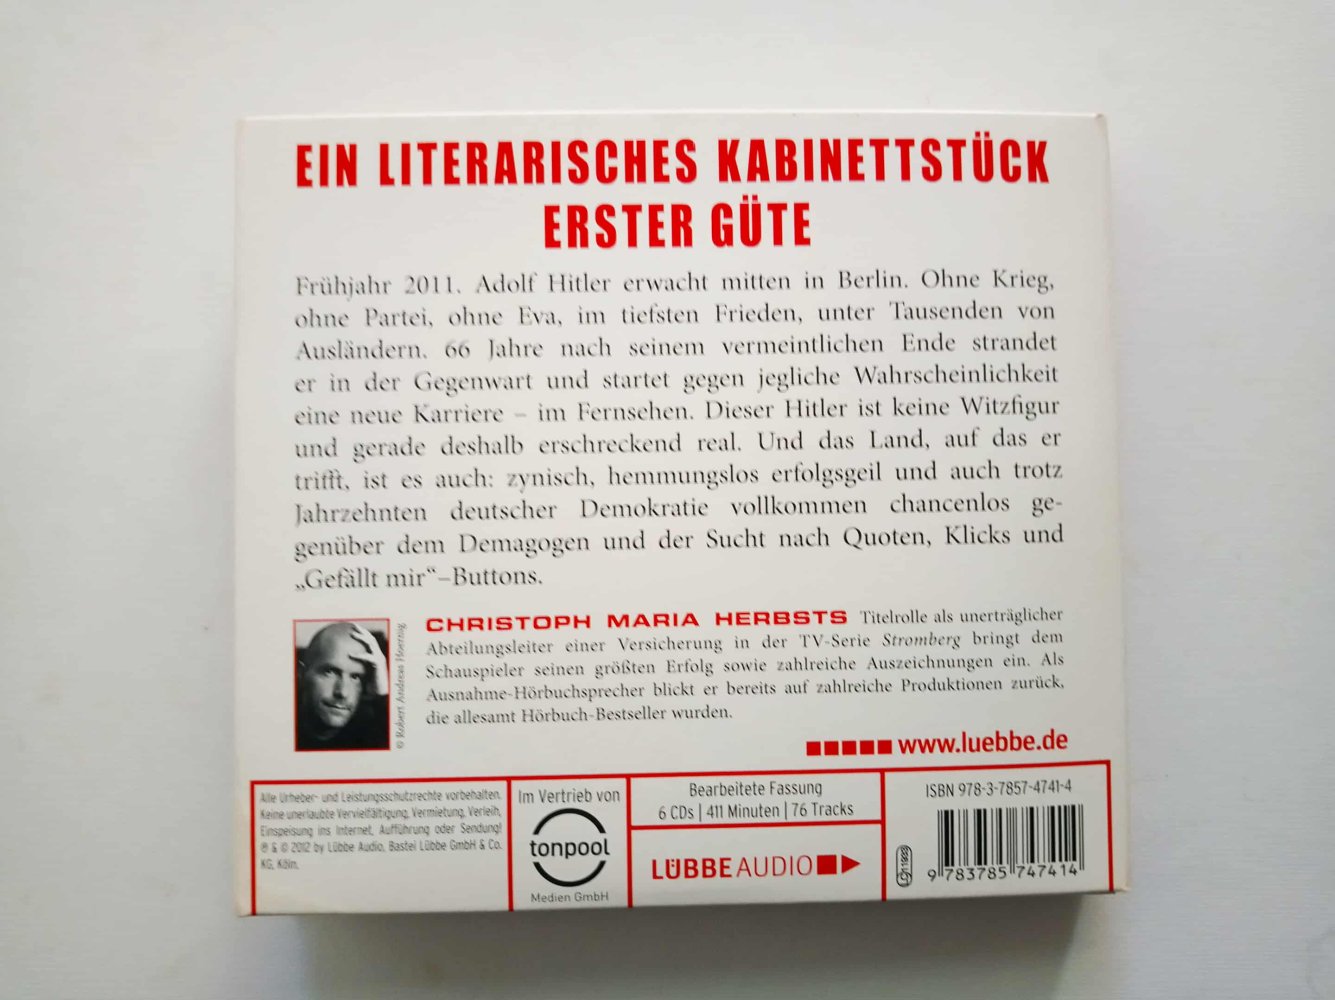 EIN LITERARISCHES KABINETTSTÜCK
ERSTER GÜTE
Frühjahr 2011. Adolf Hitler erwacht mitten in Berlin. Ohne Krieg,
ohne Partei, ohne Eva, im tiefsten Frieden, unter Tausenden von
Ausländern. 66 Jahre nach seinem vermeintlichen Ende strandet
er in der Gegenwart und startet gegen jegliche Wahrscheinlichkeit
eine neue Karriere – im Fernsehen. Dieser Hitler ist keine Witzfigur
und gerade deshalb erschreckend real. Und das Land, auf das er
trifft, ist es auch: zynisch, hemmungslos erfolgsgeil und auch trotz
Jahrzehnten deutscher Demokratie vollkommen chancenlos ge-
genüber dem Demagogen und der Sucht nach Quoten, Klicks und
„Gefällt mir“–Buttons.
CHRISTOPH MARIA HERBSTS Titelrolle als unerträglicher
Abteilungsleiter einer Versicherung in der TV-Serie Stromberg bringt dem
Schauspieler seinen größten Erfolg sowie zahlreiche Auszeichnungen ein. Als
Ausnahme-Hörbuchsprecher blickt er bereits auf zahlreiche Produktionen zurück,
die allesamt Hörbuch-Bestseller wurden.
© Robert Andreas Hoernig
www.luebbe.de
Alle Urheber- und Leistungsschutzrechte vorbehalten.
Keine unerlaubte Vervielfältigung, Vermietung, Verleih,
Einspeisung ins Internet, Aufführung oder Sendung!
℗ & © 2012 by Lübbe Audio, Bastei Lübbe GmbH & Co.
KG, Köln.
Im Vertrieb von
tonpool
Medien GmbH
Bearbeitete Fassung
6 CDs | 411 Minuten | 76 Tracks
LÜBBE AUDIO
ISBN 978-3-7857-4741-4
9 783785 747414